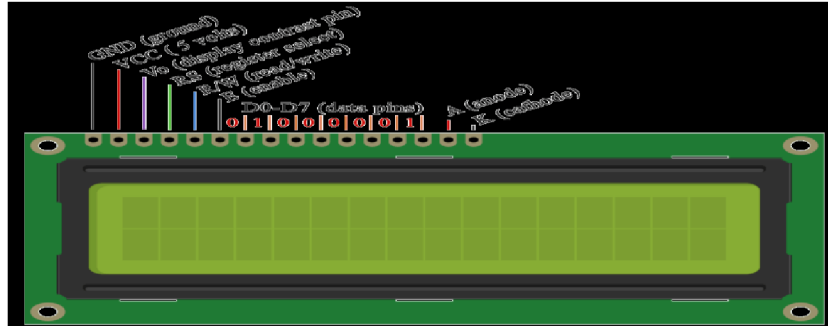 GND (ground)
VCC (5 volts)
Vo (display contrast pin)
RS (register select)
R/W (read/write)
E (enable)
D0-D7 (data pins)
0 1 0 0 0 0 0 1
A (anode)
K (cathode)